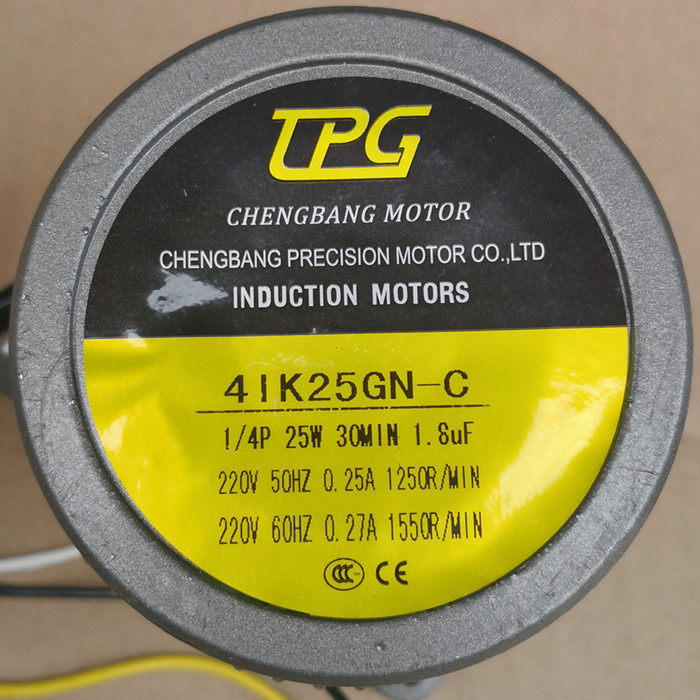 TPG
CHENGBANG MOTOR
CHENGBANG PRECISION MOTOR CO.,LTD
INDUCTION MOTORS
4IK25GN-C
1/4P 25W 30MIN 1.8uF
220V 50HZ 0.25A 1250R/MIN
220V 60HZ 0.27A 1550R/MIN
CCC CE